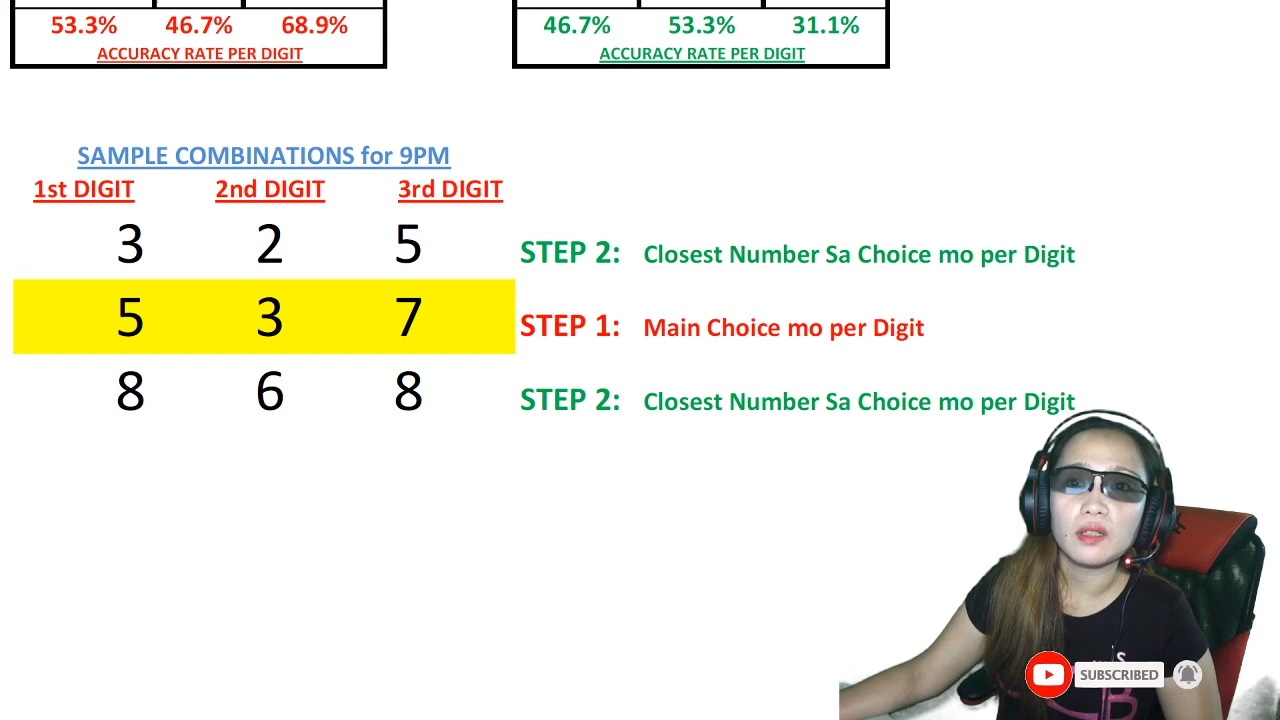 53.3% 46.7% 68.9% 46.7% 53.3% 31.1%
ACCURACY RATE PER DIGIT ACCURACY RATE PER DIGIT
SAMPLE COMBINATIONS for 9PM
1st DIGIT 2nd DIGIT 3rd DIGIT
3 2 5 STEP 2: Closest Number Sa Choice mo per Digit
5 3 7 STEP 1: Main Choice mo per Digit
8 6 8 STEP 2: Closest Number Sa Choice mo per Digit
SUBSCRIBED